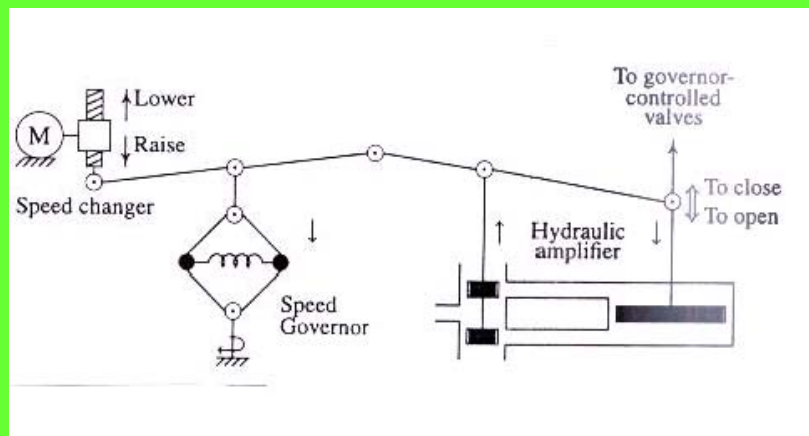 Lower
M
Raise
Speed changer
Speed
Governor
Hydraulic
amplifier
To governor-
controlled
valves
To close
To open